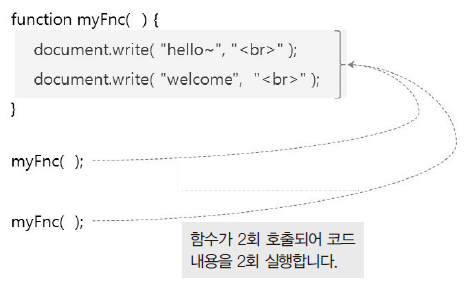 function myFnc(  ) {
document.write( "hello~", "<br>" );
document.write( "welcome",  "<br>" );
}
myFnc(  );
myFnc(  );
함수가 2회 호출되어 코드
내용을 2회 실행합니다.